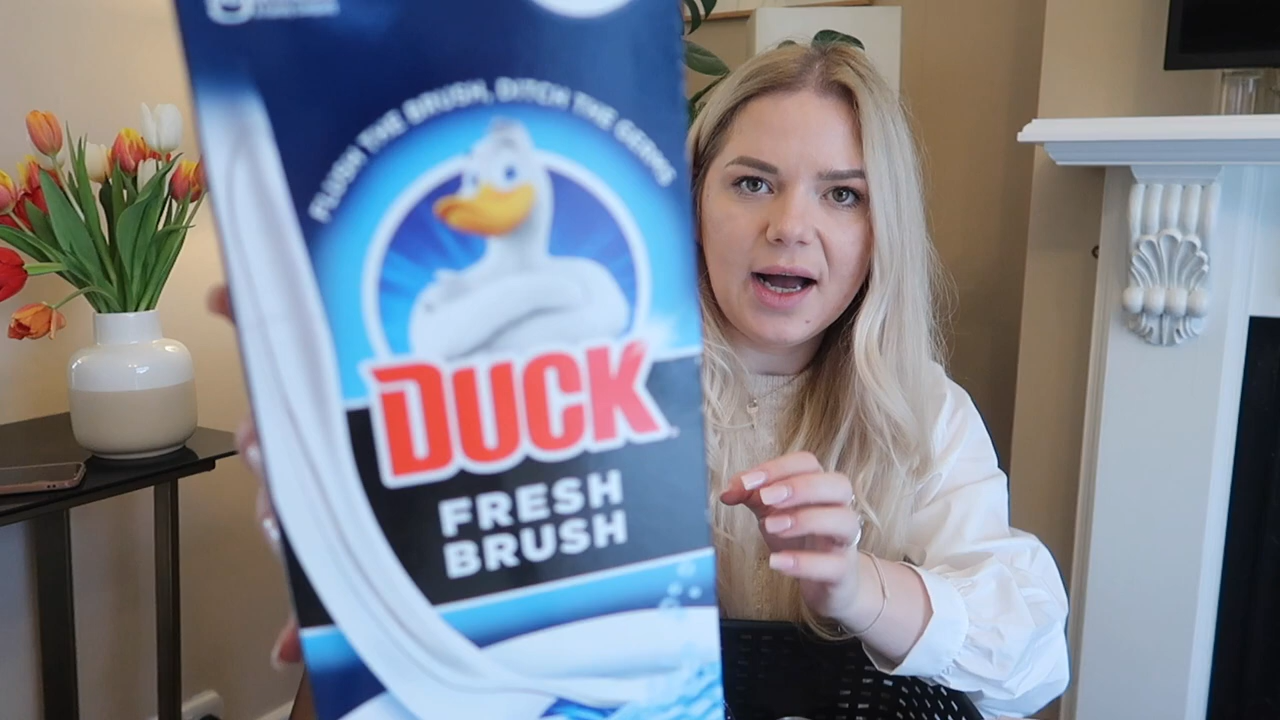 FLUSH THE BRUSH, DITCH THE GERMS
DUCK
FRESH
BRUSH